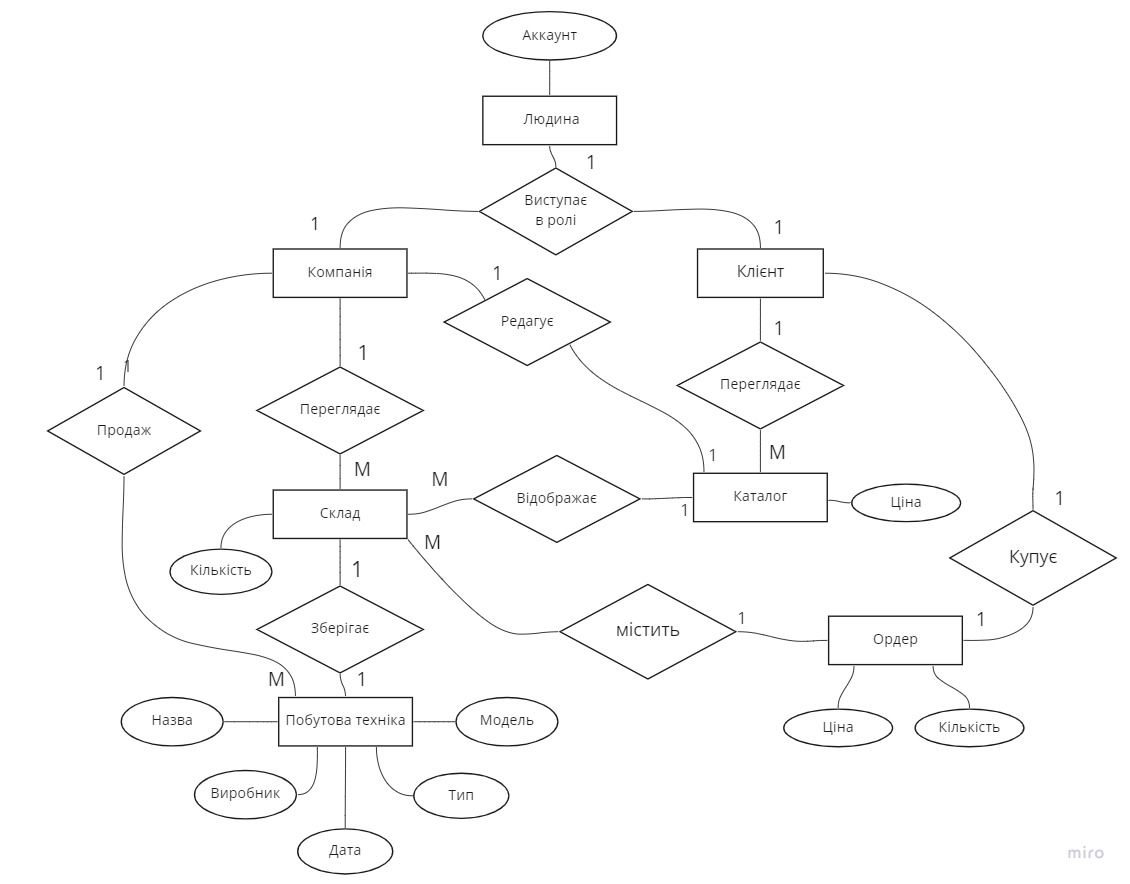 Аккаунт
Людина
1
Виступає
в ролі
1
1
Компанія
1
Клієнт
Редагує
1
1
1
1
Переглядає
Переглядає
Продаж
M
M
M
1
Склад
Відображає
1
Каталог
Ціна
1
Кількість
M
1
Купує
Зберігає
містить
1
1
Ордер
M
1
Назва
Побутова техніка
Модель
Ціна
Кількість
Виробник
Тип
Дата
miro